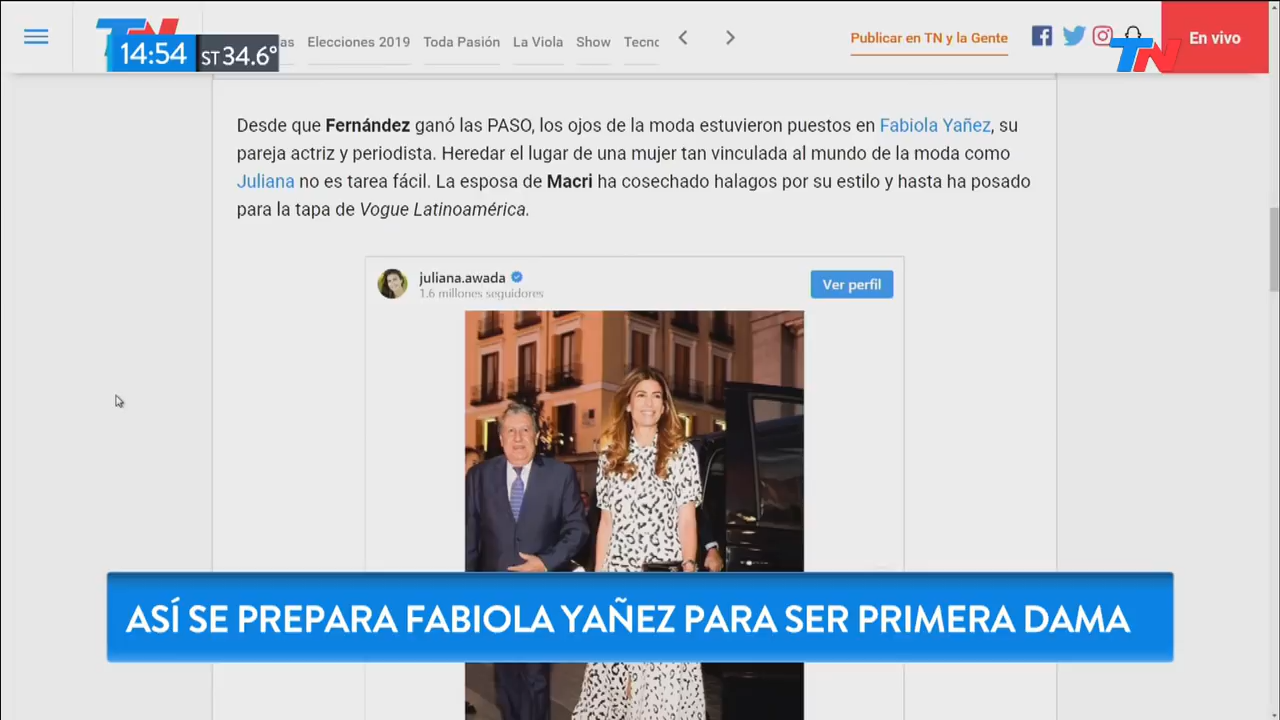 TN
14:54 ST 34.6°
as Elecciones 2019 Toda Pasión La Viola Show Tecno
Publicar en TN y la Gente
TN
En vivo
Desde que Fernández ganó las PASO, los ojos de la moda estuvieron puestos en Fabiola Yañez, su
pareja actriz y periodista. Heredar el lugar de una mujer tan vinculada al mundo de la moda como
Juliana no es tarea fácil. La esposa de Macri ha cosechado halagos por su estilo y hasta ha posado
para la tapa de Vogue Latinoamérica.
juliana.awada
1.6 millones seguidores
Ver perfil
ASÍ SE PREPARA FABIOLA YAÑEZ PARA SER PRIMERA DAMA